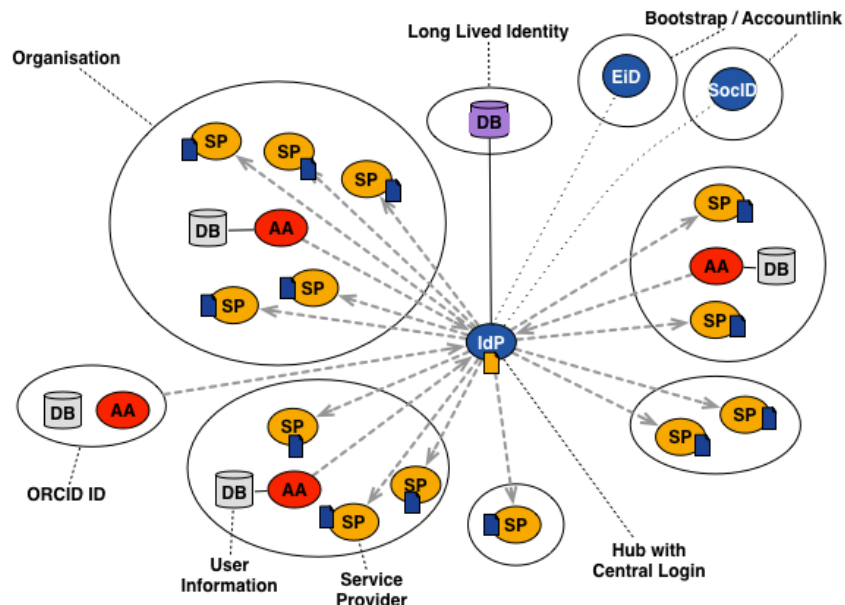 Bootstrap / Accountlink
Long Lived Identity
Organisation
EiD
SocID
DB
SP
SP
SP
SP
DB
AA
AA
DB
SP
SP
SP
IdP
DB
AA
SP
SP
SP
DB
AA
SP
SP
SP
ORCID ID
Hub with
Central Login
User
Information
Service
Provider